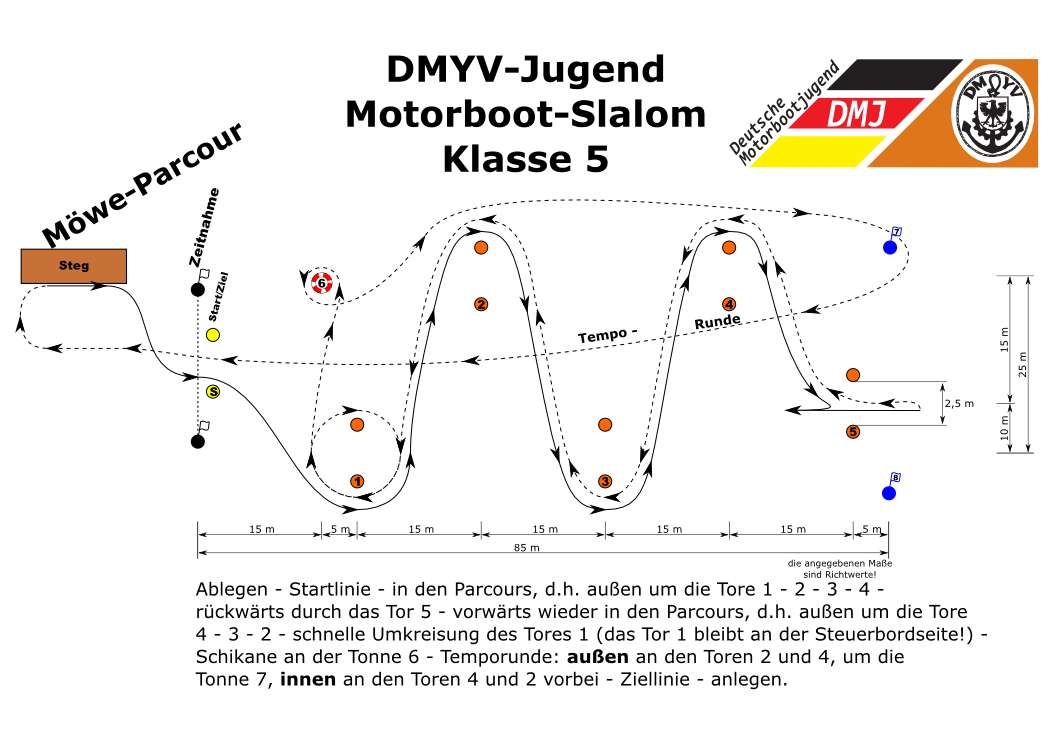 DMYV-Jugend
Motorboot-Slalom
Klasse 5
Deutsche
Motorbootjugend
DMJ
DM YV
Möwe-Parcour
Zeitnahme
Start/Ziel
Steg
S
6
7
2
4
Tempo - Runde
1
3
5
8
2,5 m
15 m
25 m
10 m
15 m 5 m 15 m 15 m 15 m 15 m 5 m
85 m
die angegebenen Maße
sind Richtwerte!
Ablegen - Startlinie - in den Parcours, d.h. außen um die Tore 1 - 2 - 3 - 4 -
rückwärts durch das Tor 5 - vorwärts wieder in den Parcours, d.h. außen um die Tore
4 - 3 - 2 - schnelle Umkreisung des Tores 1 (das Tor 1 bleibt an der Steuerbordseite!) -
Schikane an der Tonne 6 - Temporunde: außen an den Toren 2 und 4, um die
Tonne 7, innen an den Toren 4 und 2 vorbei - Ziellinie - anlegen.